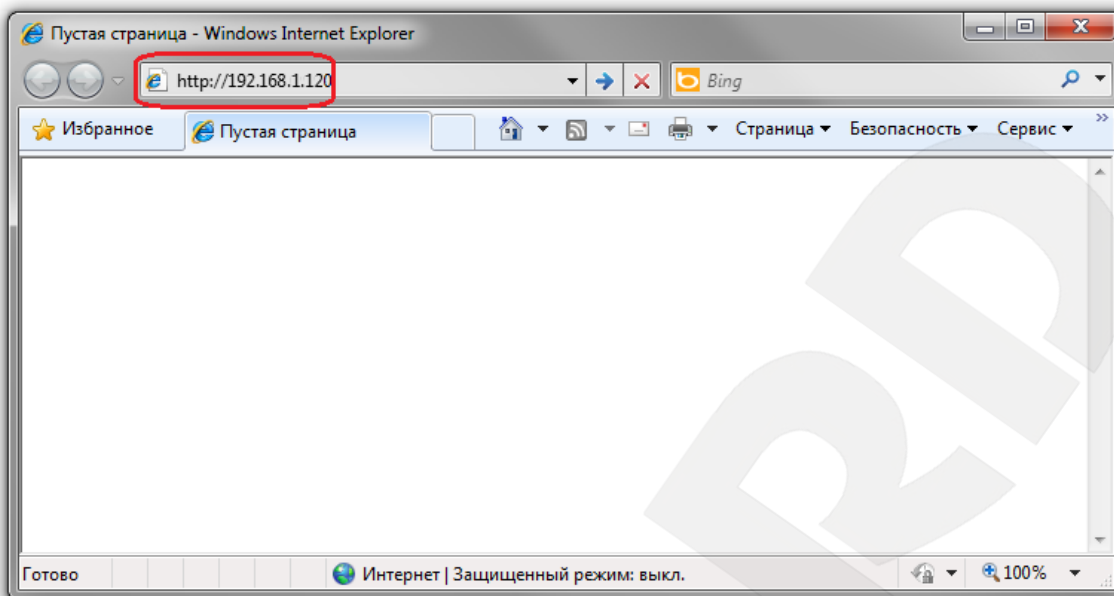 Пустая страница - Windows Internet Explorer
http://192.168.1.120
Bing
Избранное
Пустая страница
Страница
Безопасность
Сервис
»
Готово
Интернет | Защищенный режим: выкл.
100%
RD